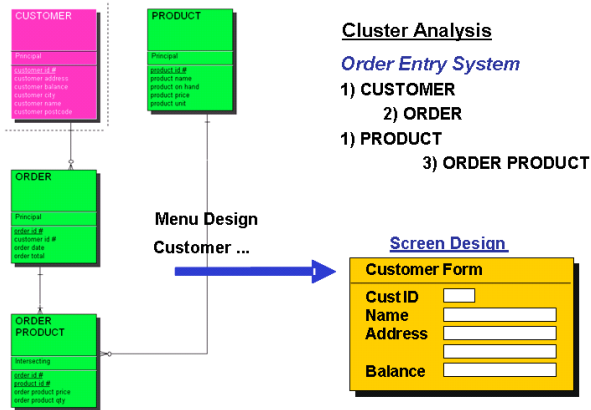 CUSTOMER
Principal
customer id #
customer address
customer balance
customer city
customer name
customer postcode
PRODUCT
Principal
product id #
product name
product on hand
product price
product unit
ORDER
Principal
order id #
customer id #
order date
order total
ORDER
PRODUCT
Intersecting
order id #
product id #
order product price
order product qty
Cluster Analysis
Order Entry System
1) CUSTOMER
2) ORDER
1) PRODUCT
3) ORDER PRODUCT
Menu Design
Customer ...
Screen Design
Customer Form
Cust ID
Name
Address
Balance